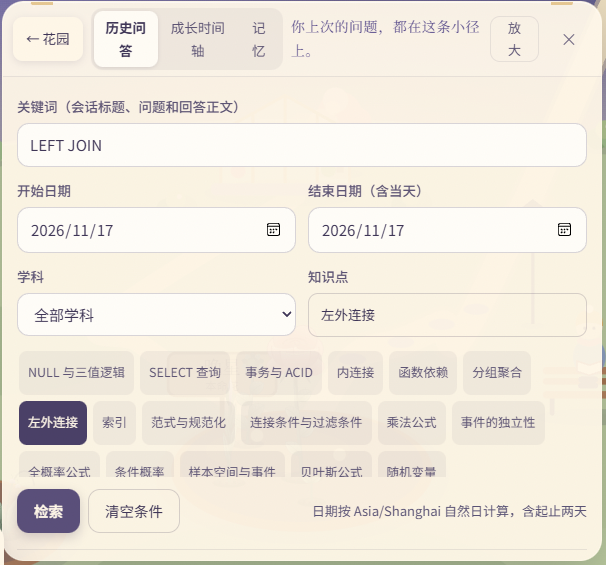 ← 花园
历史问答
成长时间轴
记忆
你上次的问题，都在这条小径上。
放大
×
关键词（会话标题、问题和回答正文）
LEFT JOIN
开始日期
结束日期（含当天）
2026/11/17
2026/11/17
学科
知识点
全部学科
左外连接
NULL 与三值逻辑
SELECT 查询
事务与 ACID
内连接
函数依赖
分组聚合
左外连接
索引
范式与规范化
连接条件与过滤条件
乘法公式
事件的独立性
全概率公式
条件概率
样本空间与事件
贝叶斯公式
随机变量
检索
清空条件
日期按 Asia/Shanghai 自然日计算，含起止两天